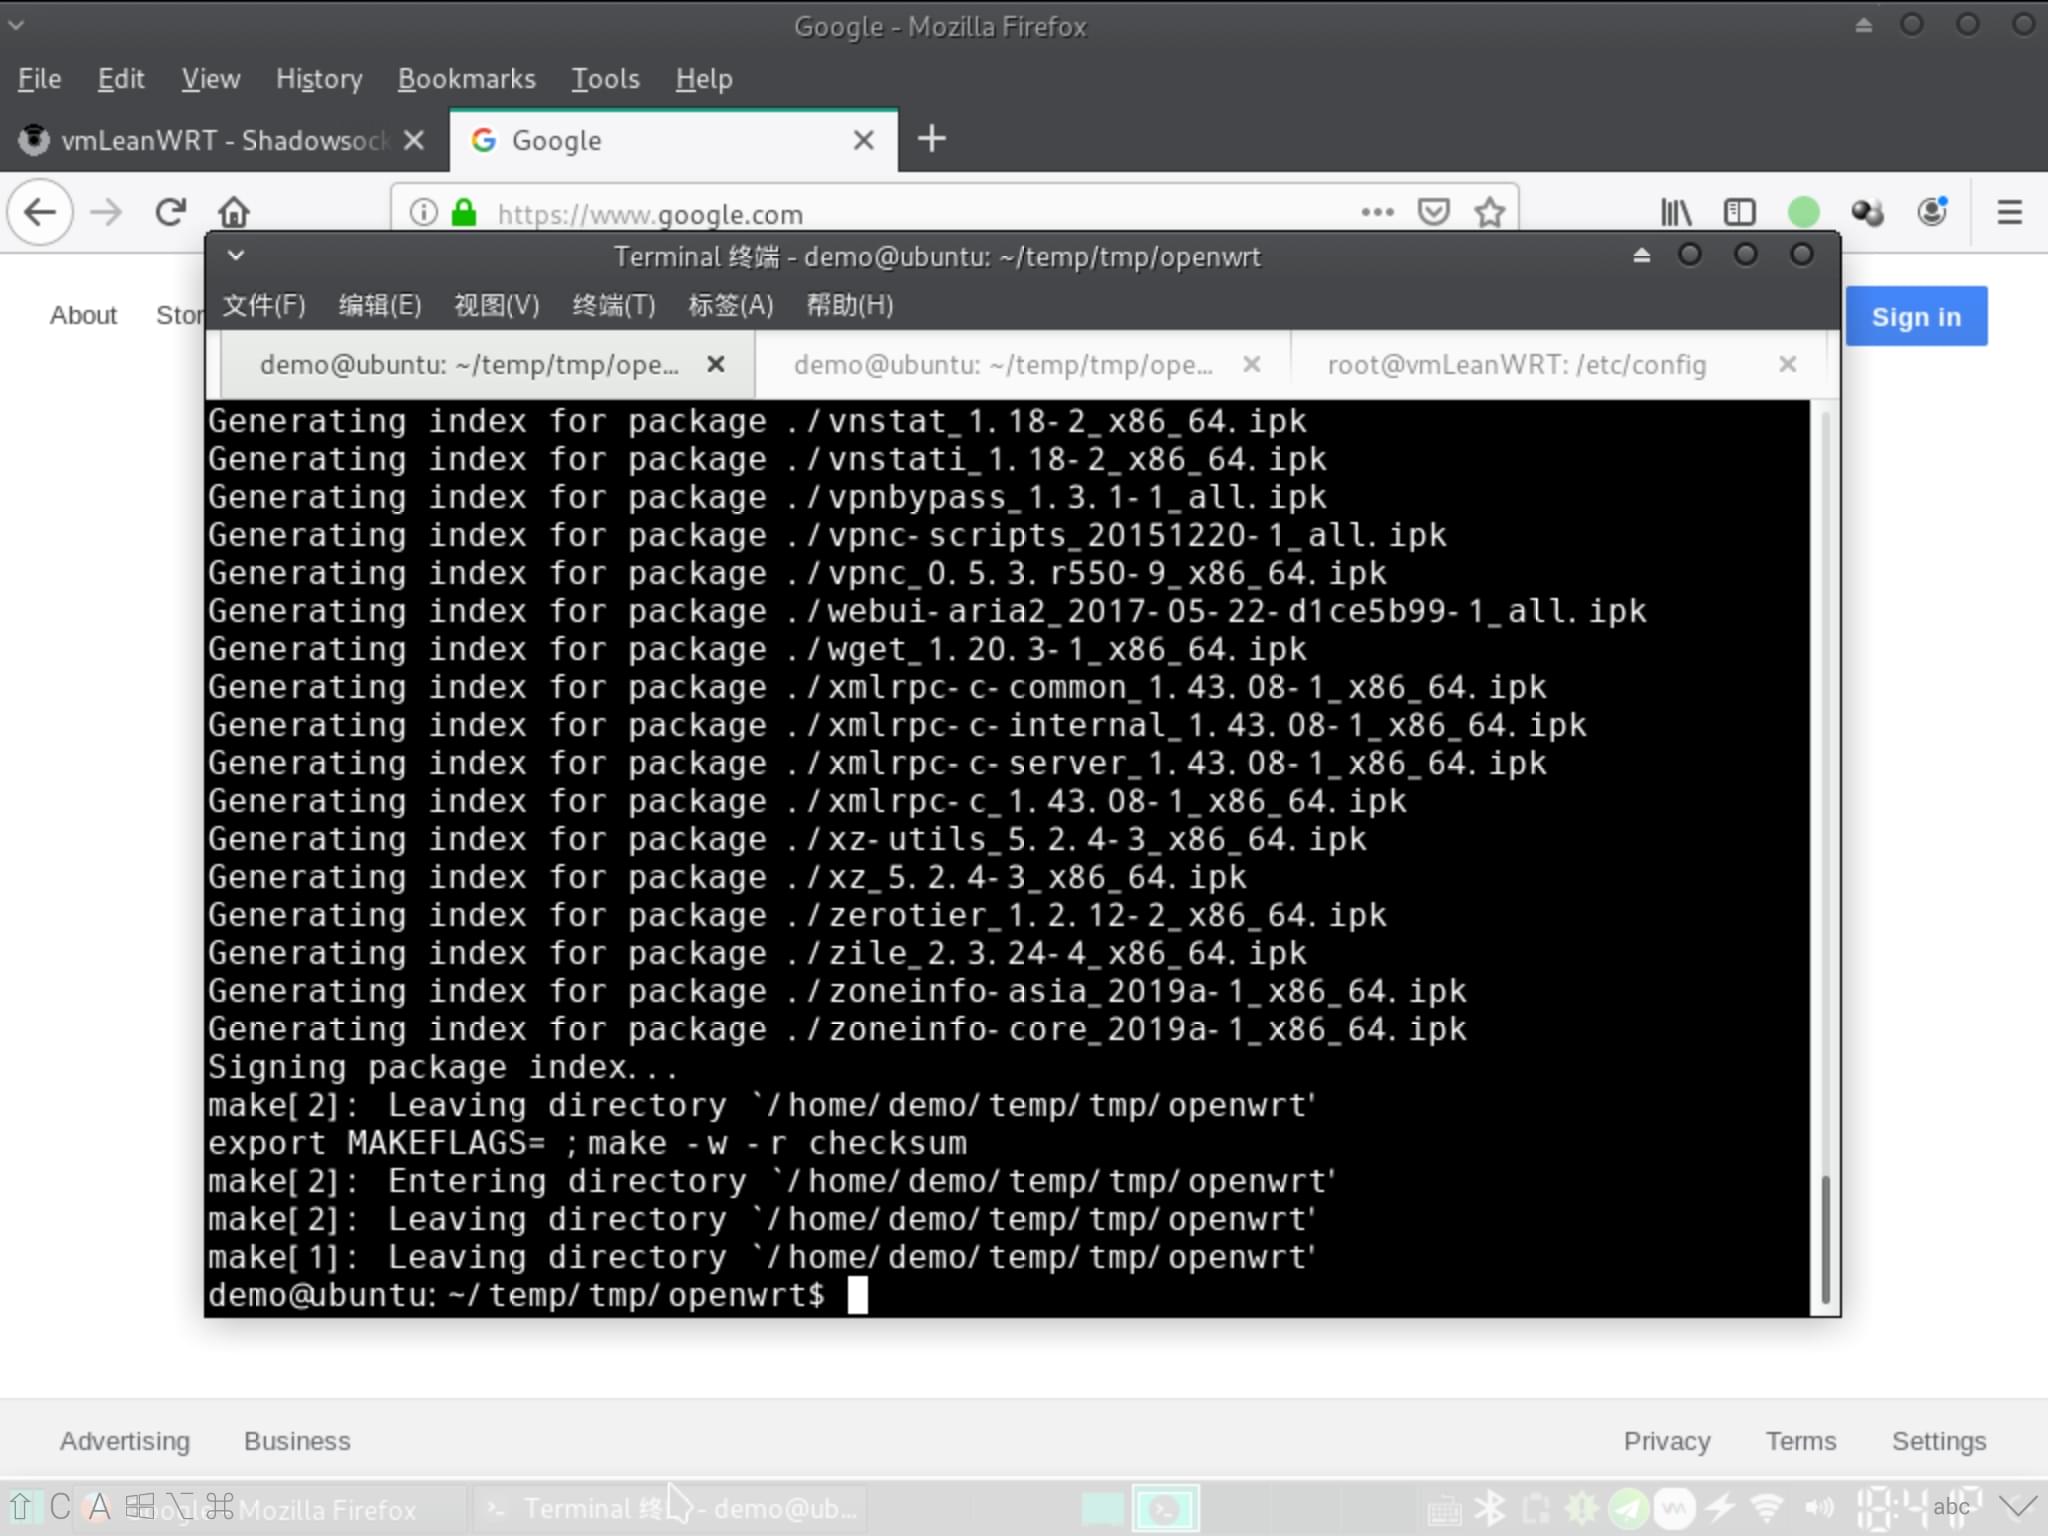 Google - Mozilla Firefox
File Edit View History Bookmarks Tools Help
vmLeanWRT - Shadowsock Google
https://www.google.com
Terminal 终端 - demo@ubuntu: ~/temp/tmp/openwrt
文件(F) 编辑(E) 视图(V) 终端(T) 标签(A) 帮助(H)
About Stor Sign in
demo@ubuntu: ~/temp/tmp/ope... demo@ubuntu: ~/temp/tmp/ope... root@vmLeanWRT: /etc/config
Generating index for package ./vnstat_1.18-2_x86_64.ipk
Generating index for package ./vnstati_1.18-2_x86_64.ipk
Generating index for package ./vpnbypass_1.3.1-1_all.ipk
Generating index for package ./vpnc-scripts_20151220-1_all.ipk
Generating index for package ./vpnc_0.5.3.r550-9_x86_64.ipk
Generating index for package ./webui-aria2_2017-05-22-d1ce5b99-1_all.ipk
Generating index for package ./wget_1.20.3-1_x86_64.ipk
Generating index for package ./xmlrpc-c-common_1.43.08-1_x86_64.ipk
Generating index for package ./xmlrpc-c-internal_1.43.08-1_x86_64.ipk
Generating index for package ./xmlrpc-c-server_1.43.08-1_x86_64.ipk
Generating index for package ./xmlrpc-c_1.43.08-1_x86_64.ipk
Generating index for package ./xz-utils_5.2.4-3_x86_64.ipk
Generating index for package ./xz_5.2.4-3_x86_64.ipk
Generating index for package ./zerotier_1.2.12-2_x86_64.ipk
Generating index for package ./zile_2.3.24-4_x86_64.ipk
Generating index for package ./zoneinfo-asia_2019a-1_x86_64.ipk
Generating index for package ./zoneinfo-core_2019a-1_x86_64.ipk
Signing package index...
make[2]: Leaving directory `/home/demo/temp/tmp/openwrt'
export MAKEFLAGS= ;make -w -r checksum
make[2]: Entering directory `/home/demo/temp/tmp/openwrt'
make[2]: Leaving directory `/home/demo/temp/tmp/openwrt'
make[1]: Leaving directory `/home/demo/temp/tmp/openwrt'
demo@ubuntu:~/temp/tmp/openwrt$
Advertising Business Privacy Terms Settings
C A Mozilla Firefox Terminal - demo@ub... abc